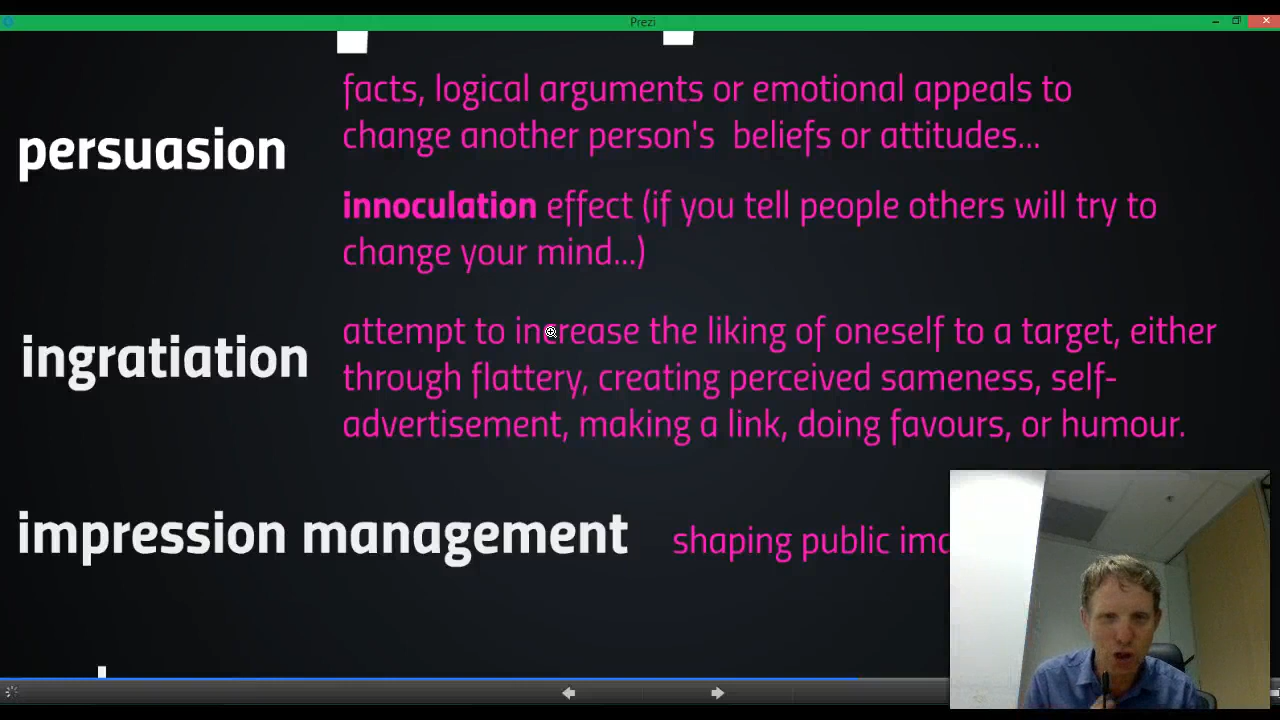 Prezi
facts, logical arguments or emotional appeals to
change another person's beliefs or attitudes...
persuasion
innoculation effect (if you tell people others will try to
change your mind...)
attempt to increase the liking of oneself to a target, either
ingratiation
through flattery, creating perceived sameness, self-
advertisement, making a link, doing favours, or humour.
impression management
shaping public